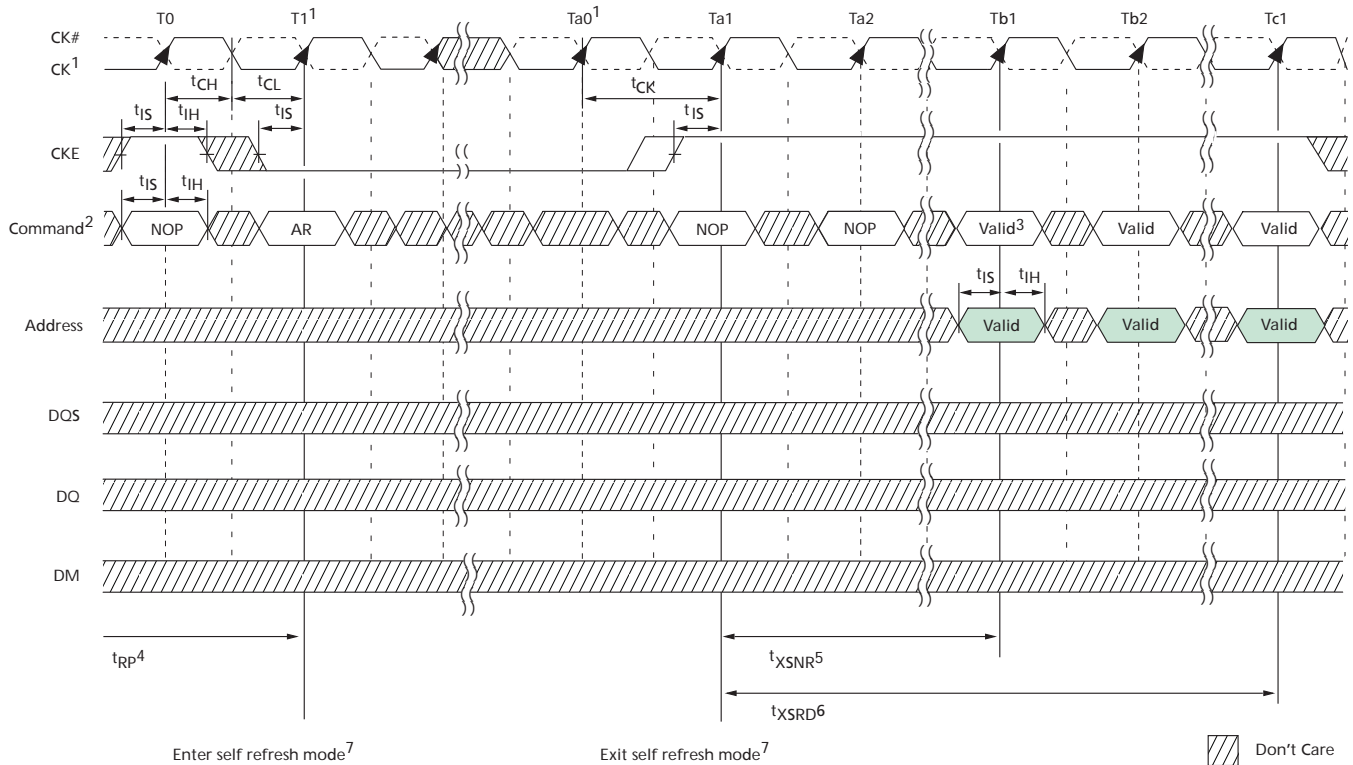 T0 T1¹ Ta0¹ Ta1 Ta2 Tb1 Tb2 Tc1
CK#
CK¹
tCH tCL tCK
tIS tIH tIS tIS
CKE
tIS tIH
Command² NOP AR NOP NOP Valid³ Valid Valid
tIS tIH
Address Valid Valid Valid
DQS
DQ
DM
tRP⁴ tXSNR⁵
tXSRD⁶
Enter self refresh mode⁷ Exit self refresh mode⁷ Don't Care